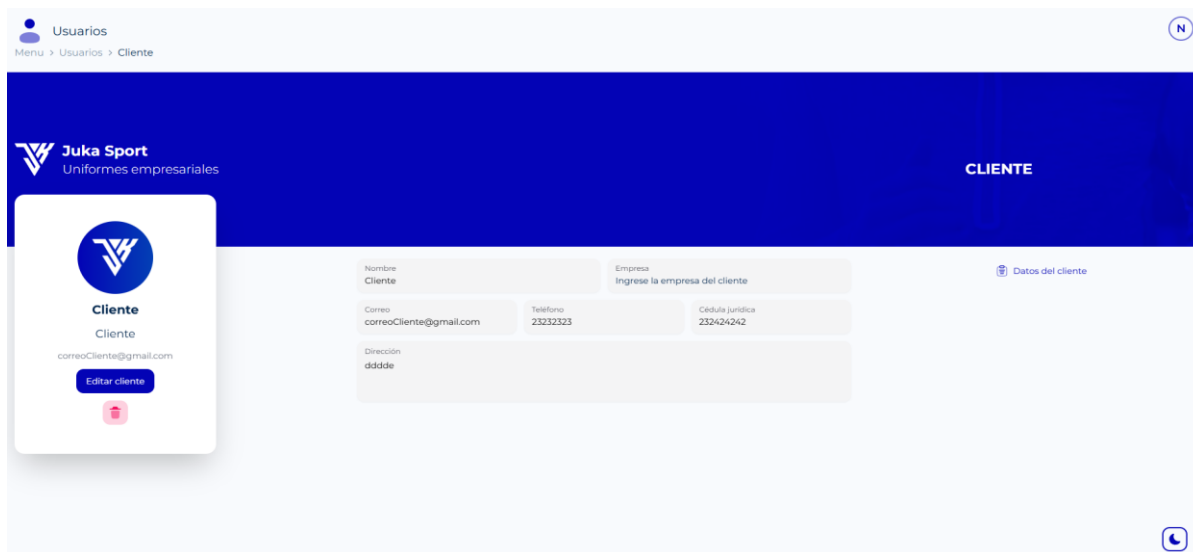 Usuarios
N
Menu > Usuarios > Cliente
Juka Sport
Uniformes empresariales
CLIENTE
Cliente
Cliente
correoCliente@gmail.com
Editar cliente
Nombre
Cliente
Empresa
Ingrese la empresa del cliente
Correo
correoCliente@gmail.com
Teléfono
23232323
Cédula jurídica
232424242
Dirección
dddde
Datos del cliente